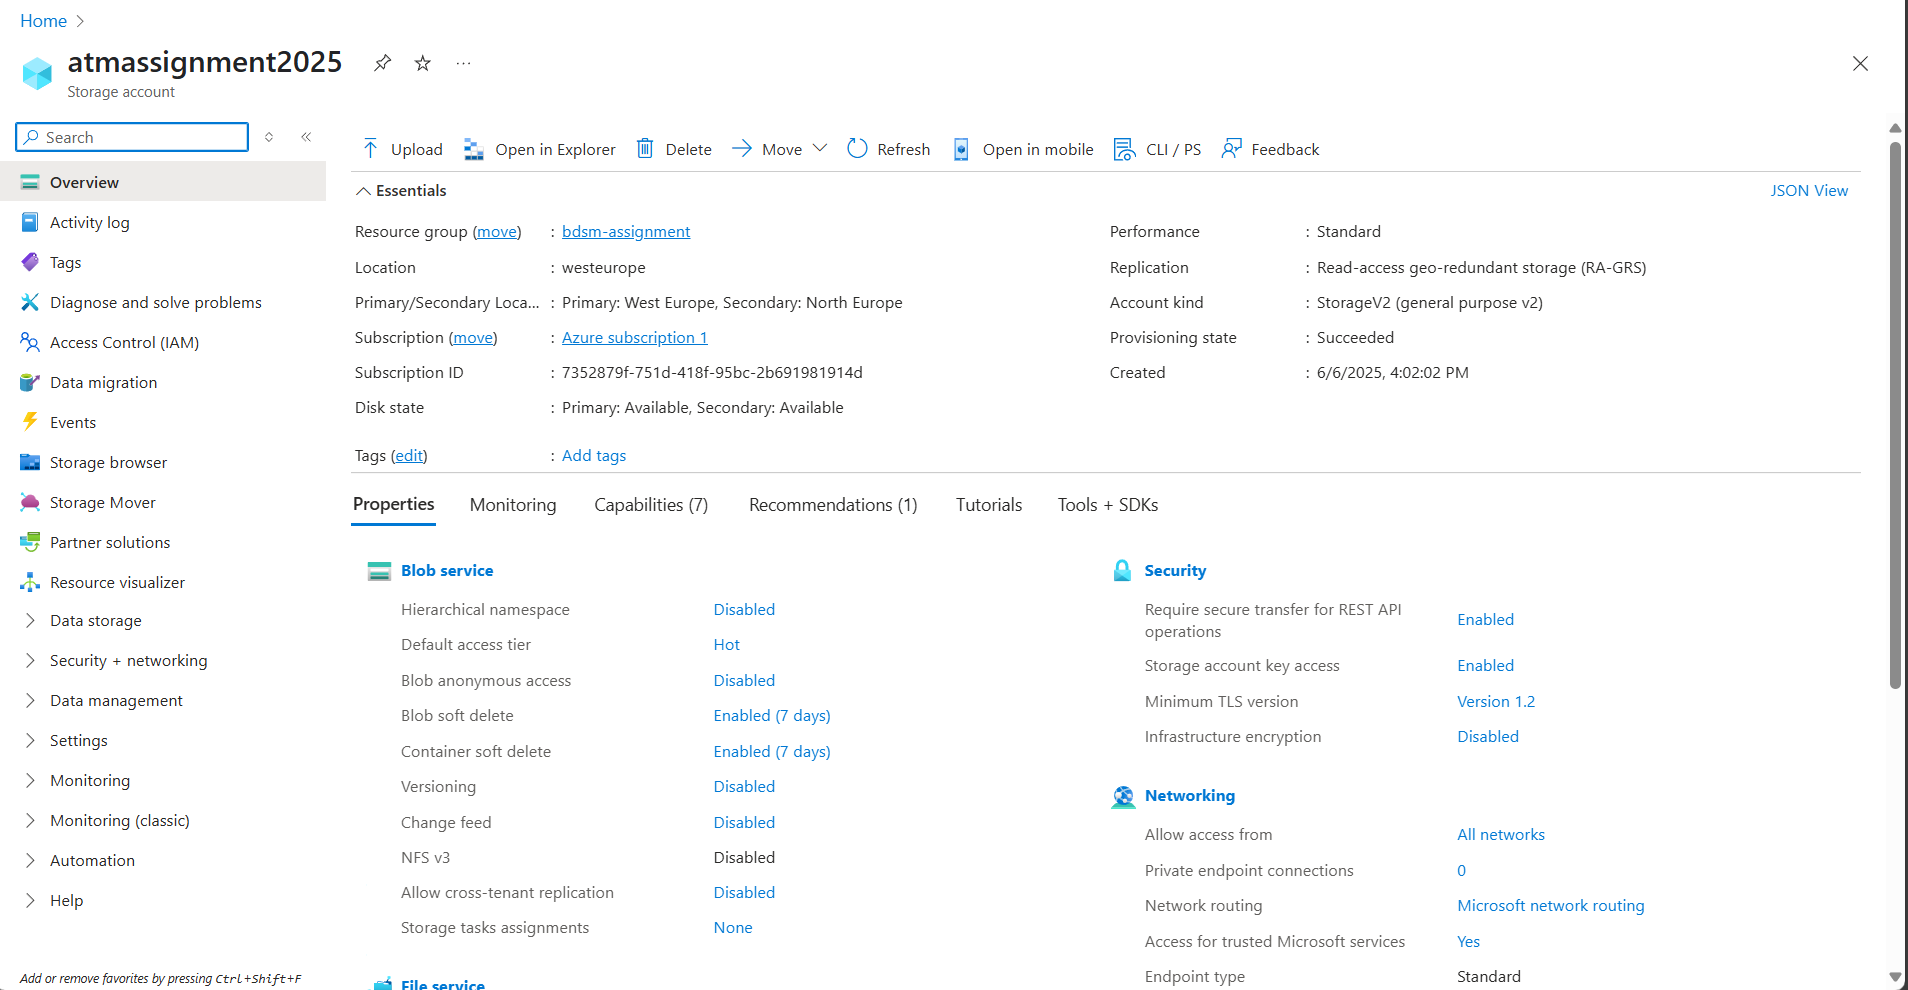 Home
atmassignment2025
Storage account
Search
Overview
Activity log
Tags
Diagnose and solve problems
Access Control (IAM)
Data migration
Events
Storage browser
Storage Mover
Partner solutions
Resource visualizer
Data storage
Security + networking
Data management
Settings
Monitoring
Monitoring (classic)
Automation
Help
Add or remove favorites by pressing Ctrl+Shift+F
Upload Open in Explorer Delete Move Refresh Open in mobile CLI / PS Feedback
Essentials JSON View
Resource group (move) : bdsm-assignment
Location : westeurope
Primary/Secondary Loca... : Primary: West Europe, Secondary: North Europe
Subscription (move) : Azure subscription 1
Subscription ID : 7352879f-751d-418f-95bc-2b691981914d
Disk state : Primary: Available, Secondary: Available
Performance : Standard
Replication : Read-access geo-redundant storage (RA-GRS)
Account kind : StorageV2 (general purpose v2)
Provisioning state : Succeeded
Created : 6/6/2025, 4:02:02 PM
Tags (edit) : Add tags
Properties Monitoring Capabilities (7) Recommendations (1) Tutorials Tools + SDKs
Blob service
Hierarchical namespace Disabled
Default access tier Hot
Blob anonymous access Disabled
Blob soft delete Enabled (7 days)
Container soft delete Enabled (7 days)
Versioning Disabled
Change feed Disabled
NFS v3 Disabled
Allow cross-tenant replication Disabled
Storage tasks assignments None
File service
Security
Require secure transfer for REST API
operations Enabled
Storage account key access Enabled
Minimum TLS version Version 1.2
Infrastructure encryption Disabled
Networking
Allow access from All networks
Private endpoint connections 0
Network routing Microsoft network routing
Access for trusted Microsoft services Yes
Endpoint type Standard